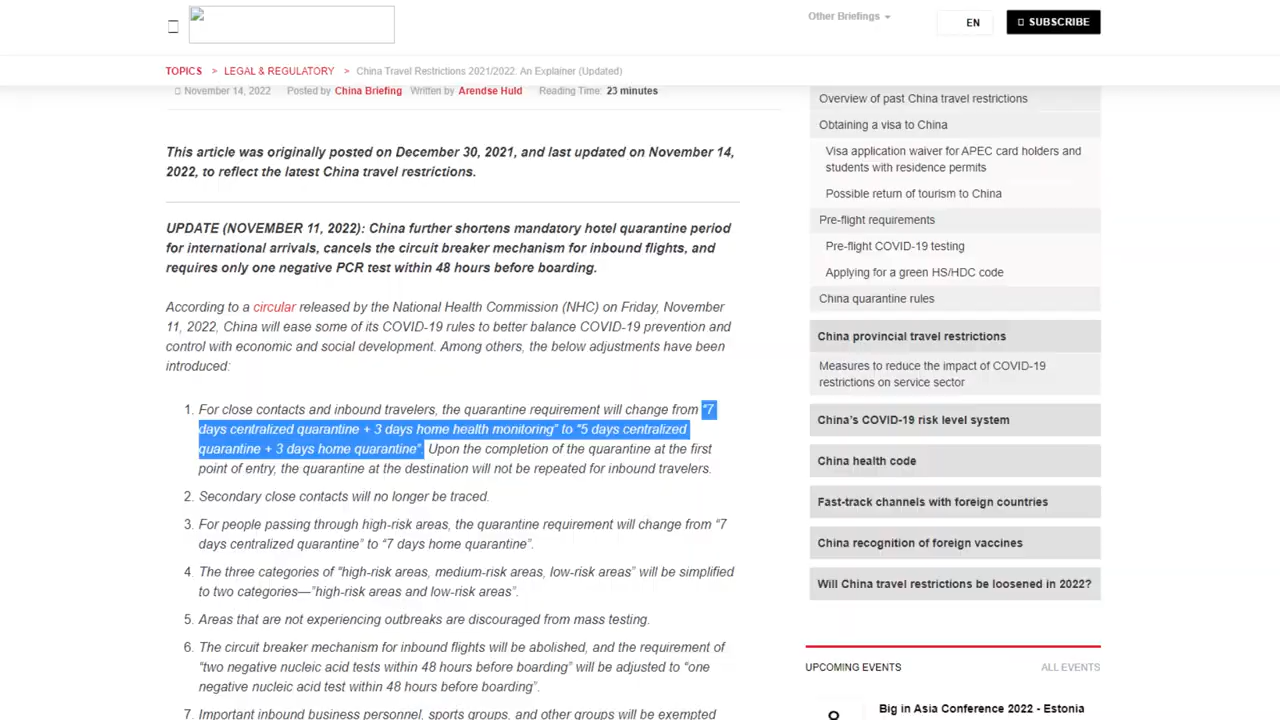 Other Briefings
EN
SUBSCRIBE
TOPICS > LEGAL & REGULATORY > China Travel Restrictions 2021/2022: An Explainer (Updated)
November 14, 2022 Posted by China Briefing Written by Arendse Huld Reading Time: 23 minutes
This article was originally posted on December 30, 2021, and last updated on November 14,
2022, to reflect the latest China travel restrictions.
UPDATE (NOVEMBER 11, 2022): China further shortens mandatory hotel quarantine period
for international arrivals, cancels the circuit breaker mechanism for inbound flights, and
requires only one negative PCR test within 48 hours before boarding.
According to a circular released by the National Health Commission (NHC) on Friday, November
11, 2022, China will ease some of its COVID-19 rules to better balance COVID-19 prevention and
control with economic and social development. Among others, the below adjustments have been
introduced:
1. For close contacts and inbound travelers, the quarantine requirement will change from “7
days centralized quarantine + 3 days home health monitoring” to “5 days centralized
quarantine + 3 days home quarantine”. Upon the completion of the quarantine at the first
point of entry, the quarantine at the destination will not be repeated for inbound travelers.
2. Secondary close contacts will no longer be traced.
3. For people passing through high-risk areas, the quarantine requirement will change from “7
days centralized quarantine” to “7 days home quarantine”.
4. The three categories of “high-risk areas, medium-risk areas, low-risk areas” will be simplified
to two categories—”high-risk areas and low-risk areas”.
5. Areas that are not experiencing outbreaks are discouraged from mass testing.
6. The circuit breaker mechanism for inbound flights will be abolished, and the requirement of
“two negative nucleic acid tests within 48 hours before boarding” will be adjusted to “one
negative nucleic acid test within 48 hours before boarding”.
7. Important inbound business personnel, sports groups, and other groups will be exempted
Overview of past China travel restrictions
Obtaining a visa to China
Visa application waiver for APEC card holders and
students with residence permits
Possible return of tourism to China
Pre-flight requirements
Pre-flight COVID-19 testing
Applying for a green HS/HDC code
China quarantine rules
China provincial travel restrictions
Measures to reduce the impact of COVID-19
restrictions on service sector
China’s COVID-19 risk level system
China health code
Fast-track channels with foreign countries
China recognition of foreign vaccines
Will China travel restrictions be loosened in 2022?
UPCOMING EVENTS
ALL EVENTS
8
Big in Asia Conference 2022 - Estonia